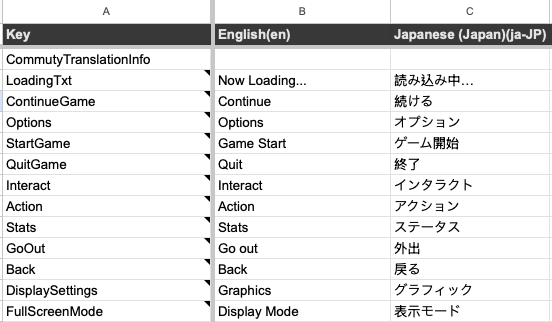 A B C
Key English(en) Japanese (Japan)(ja-JP)
CommutyTranslationInfo
LoadingTxt Now Loading... 読み込み中…
ContinueGame Continue 続ける
Options Options オプション
StartGame Game Start ゲーム開始
QuitGame Quit 終了
Interact Interact インタラクト
Action Action アクション
Stats Stats ステータス
GoOut Go out 外出
Back Back 戻る
DisplaySettings Graphics グラフィック
FullScreenMode Display Mode 表示モード